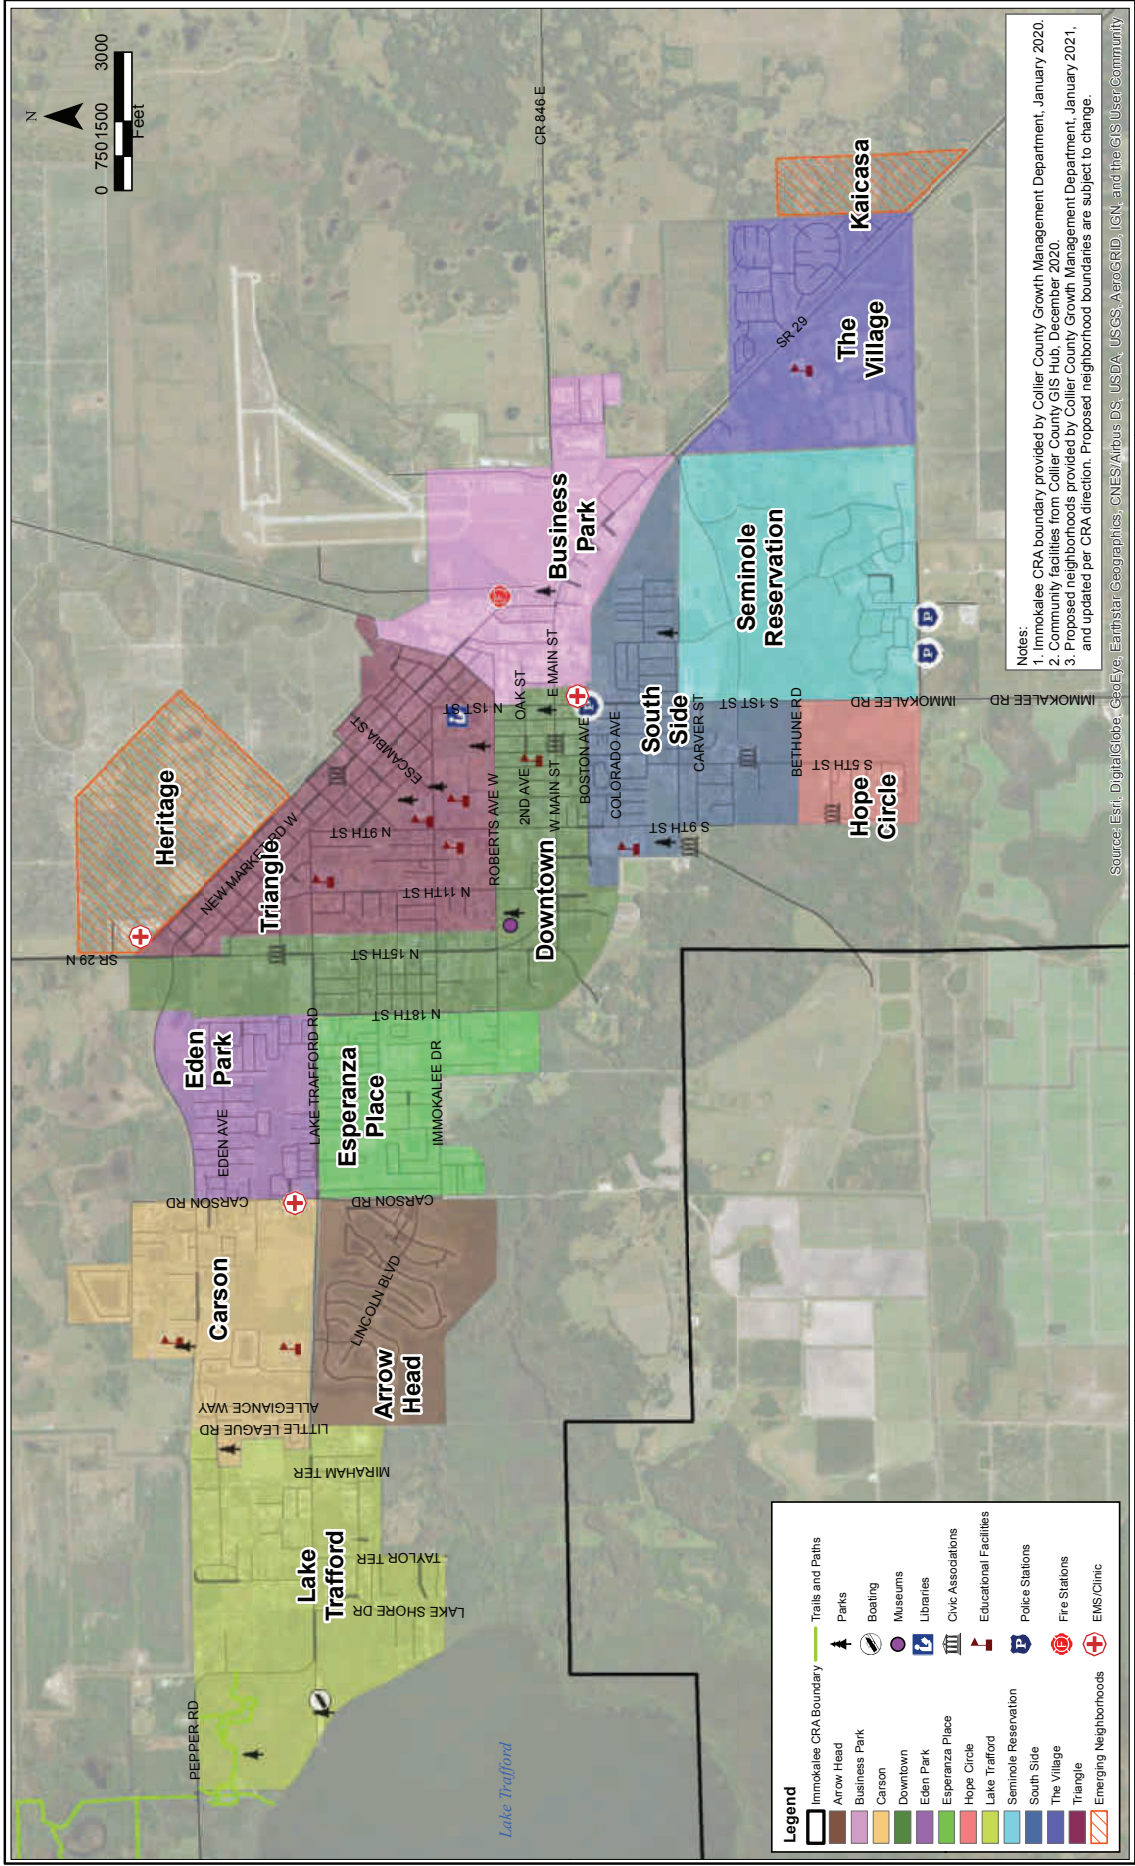 N
0 7501500 3000
Feet
CR 846 E
Heritage
SR 29 N
NEW MARKET RD W
Triangle
ESCAMBIA ST
N 9TH ST
N 11TH ST
N 15TH ST
N 18TH ST
N 1ST ST
ROBERTS AVE W
OAK ST
2ND AVE
E MAIN ST
W MAIN ST
Downtown
BOSTON AVE
COLORADO AVE
Business
Park
South
Side
CARVER ST
S 1ST ST
S 9TH ST
BETHUNE RD
S 5TH ST
Hope
Circle
Seminole
Reservation
IMMOKALEE RD
IMMOKALEE RD
IMMOKALEE RD
SR 29
The
Village
Kaicasa
Eden
Park
EDEN AVE
LAKE TRAFFORD RD
Esperanza
Place
IMMOKALEE DR
CARSON RD
CARSON RD
Carson
LINCOLN BLVD
Arrow
Head
ALLEGIANCE WAY
LITTLE LEAGUE RD
MIRAHAM TER
Lake
Trafford
TAYLOR TER
LAKE SHORE DR
PEPPER RD
Lake Trafford
Legend
Immokalee CRA Boundary
Arrow Head
Business Park
Carson
Downtown
Eden Park
Esperanza Place
Hope Circle
Lake Trafford
Seminole Reservation
South Side
The Village
Triangle
Emerging Neighborhoods
Trails and Paths
Parks
Boating
Museums
Libraries
Civic Associations
Educational Facilities
Police Stations
Fire Stations
EMS/Clinic
Notes:
1. Immokalee CRA boundary provided by Collier County Growth Management Department, January 2020.
2. Community facilities from Collier County GIS Hub, December 2020.
3. Proposed neighborhoods provided by Collier County Growth Management Department, January 2021,
and updated per CRA direction. Proposed neighborhood boundaries are subject to change.
Source: Esri, DigitalGlobe, GeoEye, Earthstar Geographics, CNES/Airbus DS, USDA, USGS, AeroGRID, IGN, and the GIS User Community